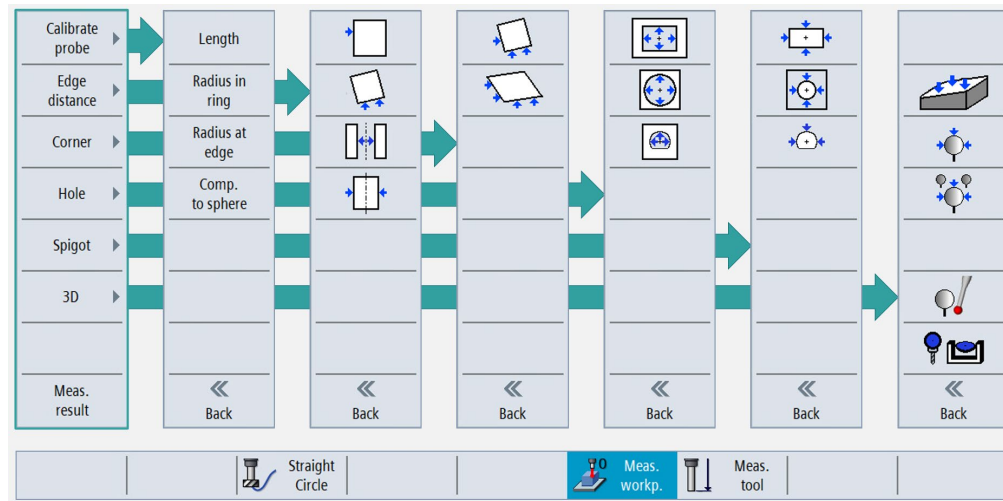 Calibrate
probe
Edge
distance
Corner
Hole
Spigot
3D
Meas.
result
Length
Radius in
ring
Radius at
edge
Comp.
to sphere
Back
Back
Back
Back
Back
Back
Straight
Circle
0
Meas.
workp.
Meas.
tool